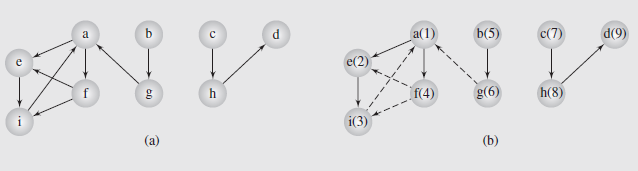 a b c d
e
f g h
i
(a)
a(1) b(5) c(7) d(9)
e(2)
f(4) g(6) h(8)
i(3)
(b)